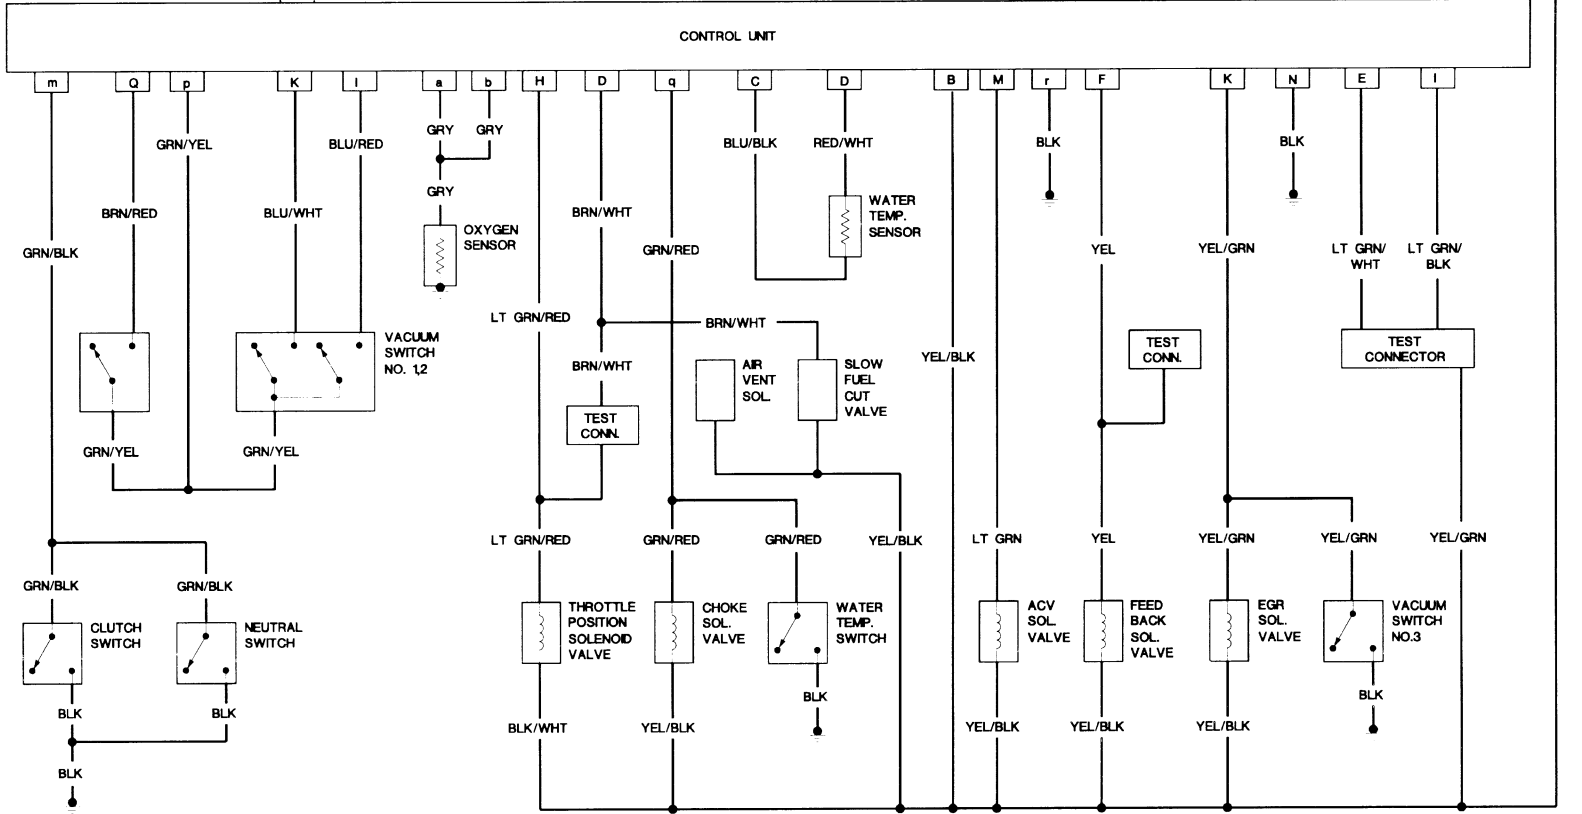 CONTROL UNIT
m Q p K I a b H D q C D B M r F K N E I
GRY GRY
GRN/YEL BLU/RED BLU/BLK RED/WHT BLK BLK
GRY
BRN/RED BLU/WHT BRN/WHT
WATER
TEMP.
SENSOR
OXYGEN
SENSOR
GRN/BLK GRN/RED YEL YEL/GRN
LT GRN/
WHT
LT GRN/
BLK
LT GRN/RED BRN/WHT
VACUUM
SWITCH
NO. 1,2
BRN/WHT
AIR
VENT
SOL.
SLOW
FUEL
CUT
VALVE
YEL/BLK
TEST
CONN.
TEST
CONNECTOR
TEST
CONN.
GRN/YEL GRN/YEL
LT GRN/RED GRN/RED GRN/RED YEL/BLK LT GRN YEL YEL/GRN YEL/GRN YEL/GRN
GRN/BLK GRN/BLK
CLUTCH
SWITCH
NEUTRAL
SWITCH
THROTTLE
POSITION
SOLENOID
VALVE
CHOKE
SOL.
VALVE
WATER
TEMP.
SWITCH
ACV
SOL.
VALVE
FEED
BACK
SOL.
VALVE
EGR
SOL.
VALVE
VACUUM
SWITCH
NO.3
BLK BLK BLK BLK
BLK/WHT YEL/BLK YEL/BLK YEL/BLK YEL/BLK
BLK